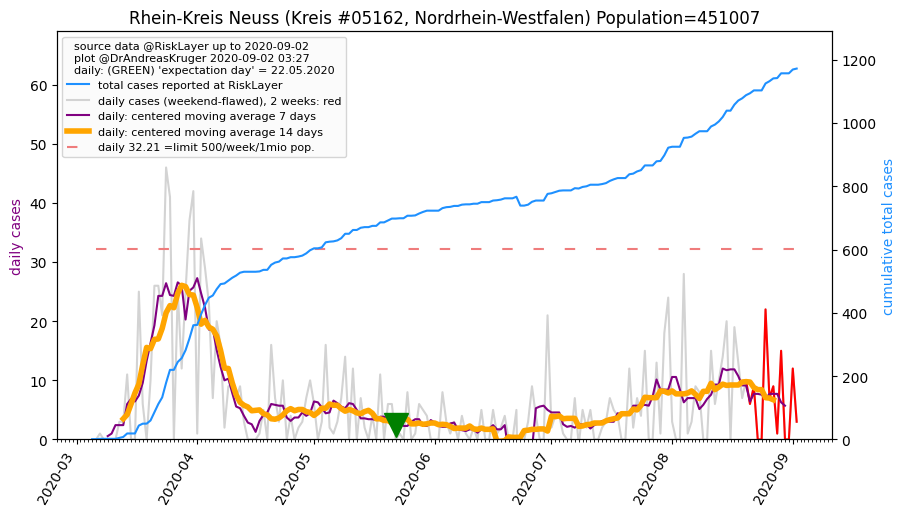 Rhein-Kreis Neuss (Kreis #05162, Nordrhein-Westfalen) Population=451007
source data @RiskLayer up to 2020-09-02
plot @DrAndreasKruger 2020-09-02 03:27
daily: (GREEN) 'expectation day' = 22.05.2020
total cases reported at RiskLayer
daily cases (weekend-flawed), 2 weeks: red
daily: centered moving average 7 days
daily: centered moving average 14 days
daily 32.21 =limit 500/week/1mio pop.
daily cases
60
50
40
30
20
10
0
cumulative total cases
1200
1000
800
600
400
200
0
2020-03
2020-04
2020-05
2020-06
2020-07
2020-08
2020-09